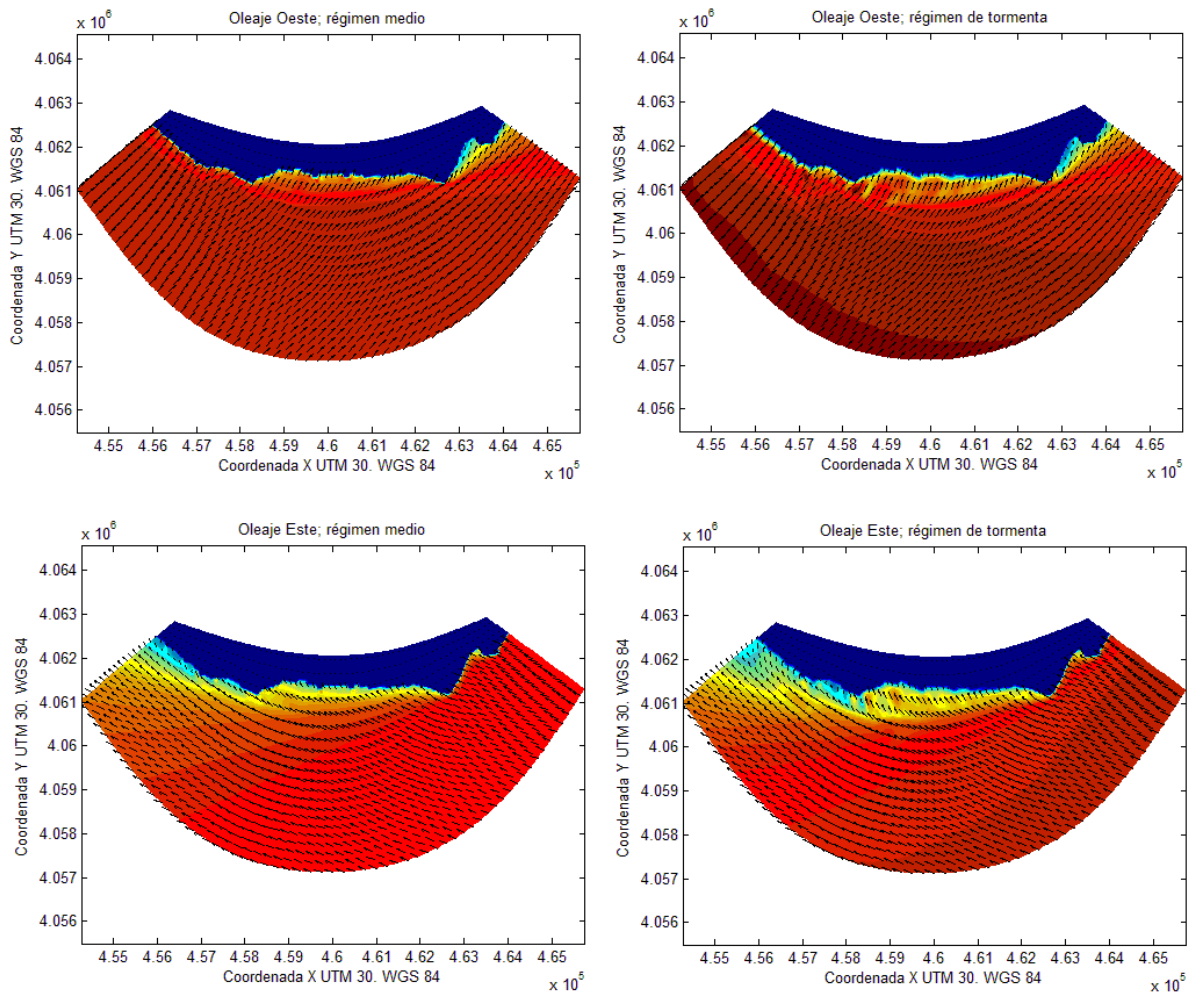 Oleaje Oeste; régimen medio
x 10^6
4.064
4.063
4.062
4.061
4.06
4.059
4.058
4.057
4.056
Coordenada Y UTM 30. WGS 84
4.55 4.56 4.57 4.58 4.59 4.6 4.61 4.62 4.63 4.64 4.65
Coordenada X UTM 30. WGS 84
x 10^5
Oleaje Oeste; régimen de tormenta
x 10^6
4.064
4.063
4.062
4.061
4.06
4.059
4.058
4.057
4.056
Coordenada Y UTM 30. WGS 84
4.55 4.56 4.57 4.58 4.59 4.6 4.61 4.62 4.63 4.64 4.65
Coordenada X UTM 30. WGS 84
x 10^5
Oleaje Este; régimen medio
x 10^6
4.064
4.063
4.062
4.061
4.06
4.059
4.058
4.057
4.056
Coordenada Y UTM 30. WGS 84
4.55 4.56 4.57 4.58 4.59 4.6 4.61 4.62 4.63 4.64 4.65
Coordenada X UTM 30. WGS 84
x 10^5
Oleaje Este; régimen de tormenta
x 10^6
4.064
4.063
4.062
4.061
4.06
4.059
4.058
4.057
4.056
Coordenada Y UTM 30. WGS 84
4.55 4.56 4.57 4.58 4.59 4.6 4.61 4.62 4.63 4.64 4.65
Coordenada X UTM 30. WGS 84
x 10^5